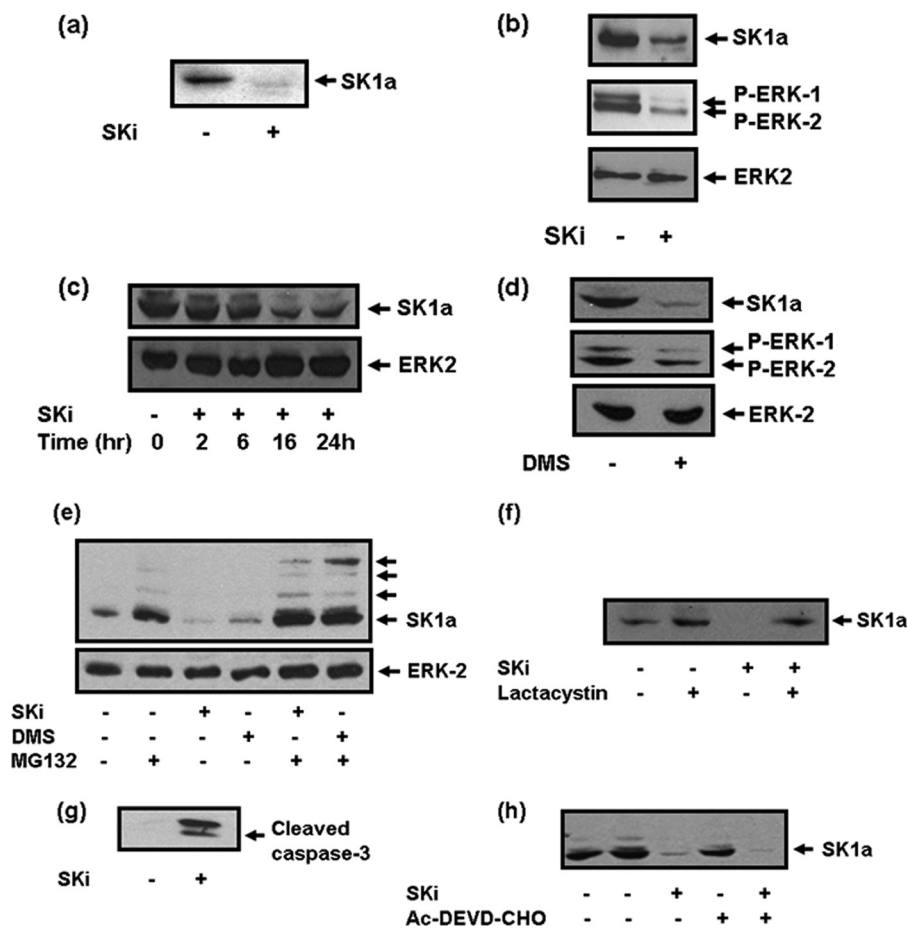 (a)
SK1a
SKi - +
(b)
SK1a
P-ERK-1
P-ERK-2
ERK2
SKi - +
(c)
SK1a
ERK2
SKi - + + + +
Time (hr) 0 2 6 16 24h
(d)
SK1a
P-ERK-1
P-ERK-2
ERK-2
DMS - +
(e)
SK1a
ERK-2
SKi - - + - + -
DMS - - - + - +
MG132 - + - - + +
(f)
SK1a
SKi - - + +
Lactacystin - + - +
(g)
Cleaved
caspase-3
SKi - +
(h)
SK1a
SKi - - + - +
Ac-DEVD-CHO - - - + +